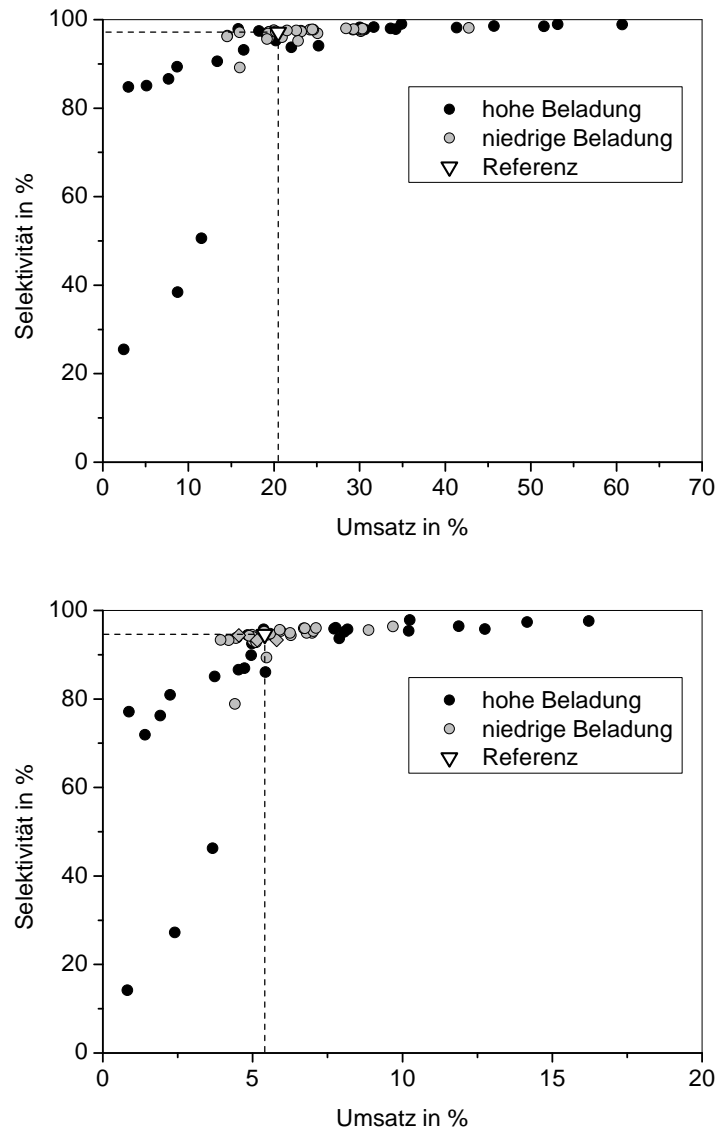 100
80
60
40
20
0
Selektivität in %
hohe Beladung
niedrige Beladung
Referenz
0 10 20 30 40 50 60 70
Umsatz in %
100
80
60
40
20
0
Selektivität in %
hohe Beladung
niedrige Beladung
Referenz
0 5 10 15 20
Umsatz in %